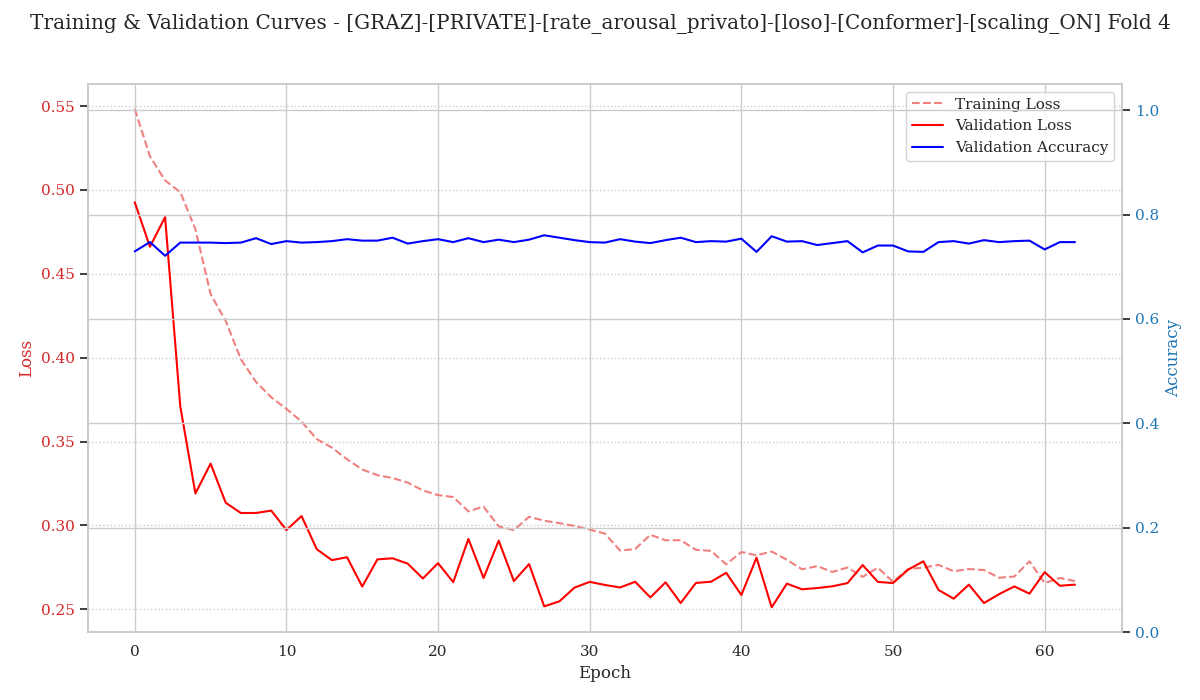 Training & Validation Curves - [GRAZ]-[PRIVATE]-[rate_arousal_privato]-[loso]-[Conformer]-[scaling_ON] Fold 4
Training Loss
Validation Loss
Validation Accuracy
0.55
0.50
0.45
0.40
0.35
0.30
0.25
Loss
1.0
0.8
0.6
0.4
0.2
0.0
Accuracy
0 10 20 30 40 50 60
Epoch